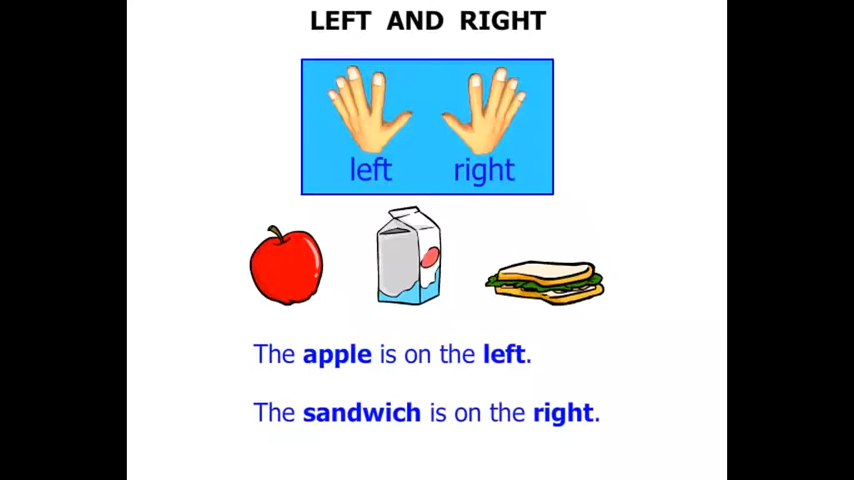 LEFT AND RIGHT
left right
The apple is on the left.
The sandwich is on the right.